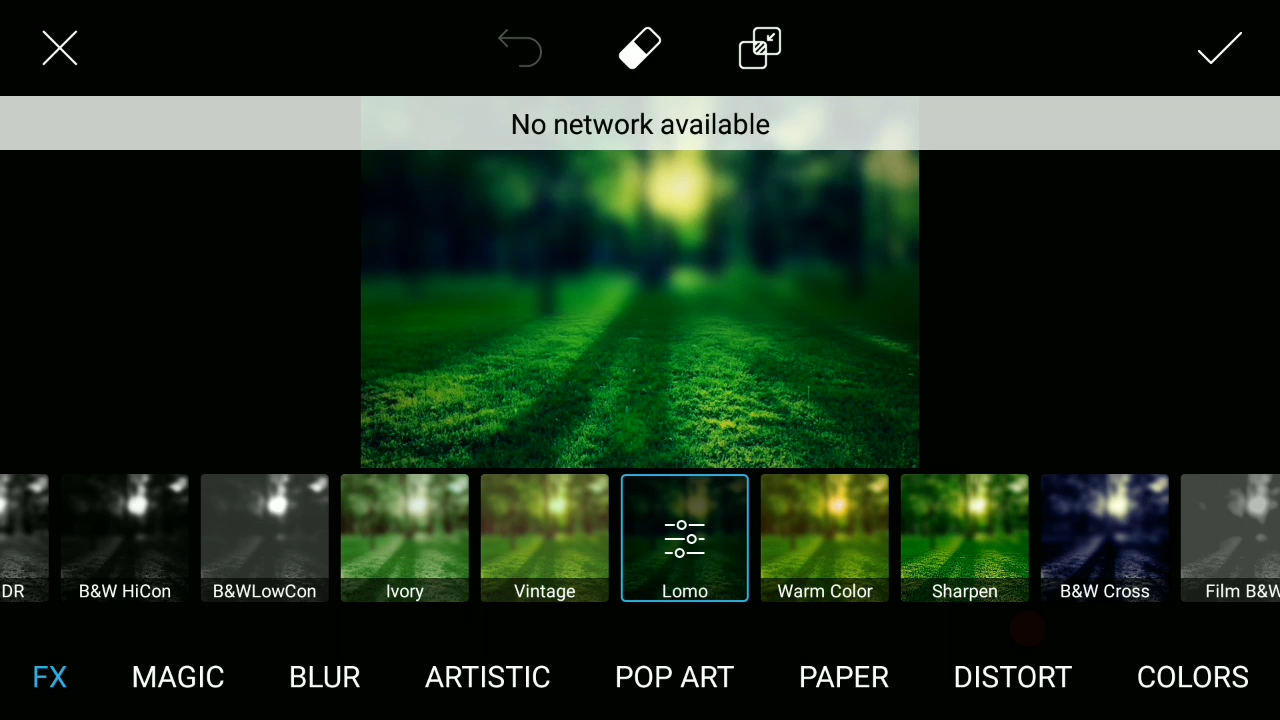 No network available
DR
B&W HiCon
B&WLowCon
Ivory
Vintage
Lomo
Warm Color
Sharpen
B&W Cross
Film B&W
FX
MAGIC
BLUR
ARTISTIC
POP ART
PAPER
DISTORT
COLORS